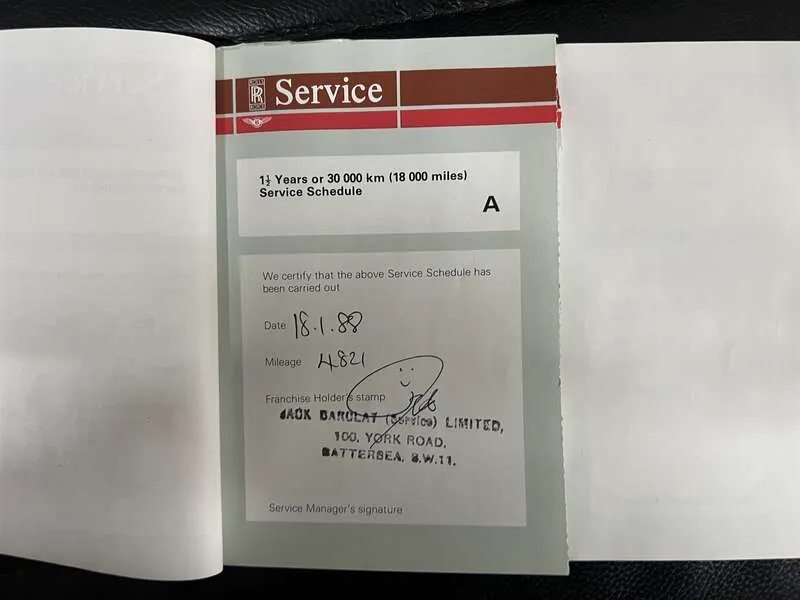 RR Service
1½ Years or 30 000 km (18 000 miles)
Service Schedule
A
We certify that the above Service Schedule has
been carried out
Date 18.1.88
Mileage 4821
Franchise Holder's stamp
JACK BARCLAY (Service) LIMITED,
100, YORK ROAD,
BATTERSEA. S.W.11.
Service Manager's signature